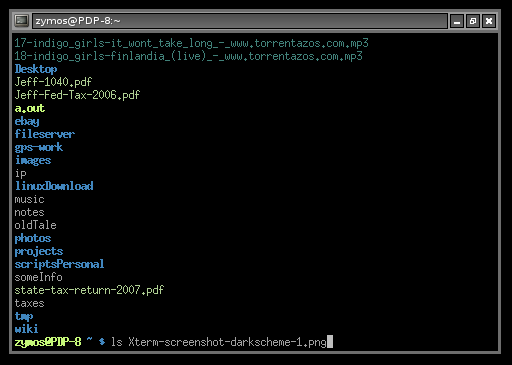 zymos@PDP-8:~
17-indigo_girls-it_wont_take_long_-_www.torrentazos.com.mp3
18-indigo_girls-finlandia_(live)_-_www.torrentazos.com.mp3
Desktop
Jeff-1040.pdf
Jeff-Fed-Tax-2006.pdf
a.out
ebay
fileserver
gps-work
images
ip
linuxDownload
music
notes
oldTale
photos
projects
scriptsPersonal
someInfo
state-tax-return-2007.pdf
taxes
tmp
wiki
zymos@PDP-8 ~ $ ls Xterm-screenshot-darkscheme-1.png